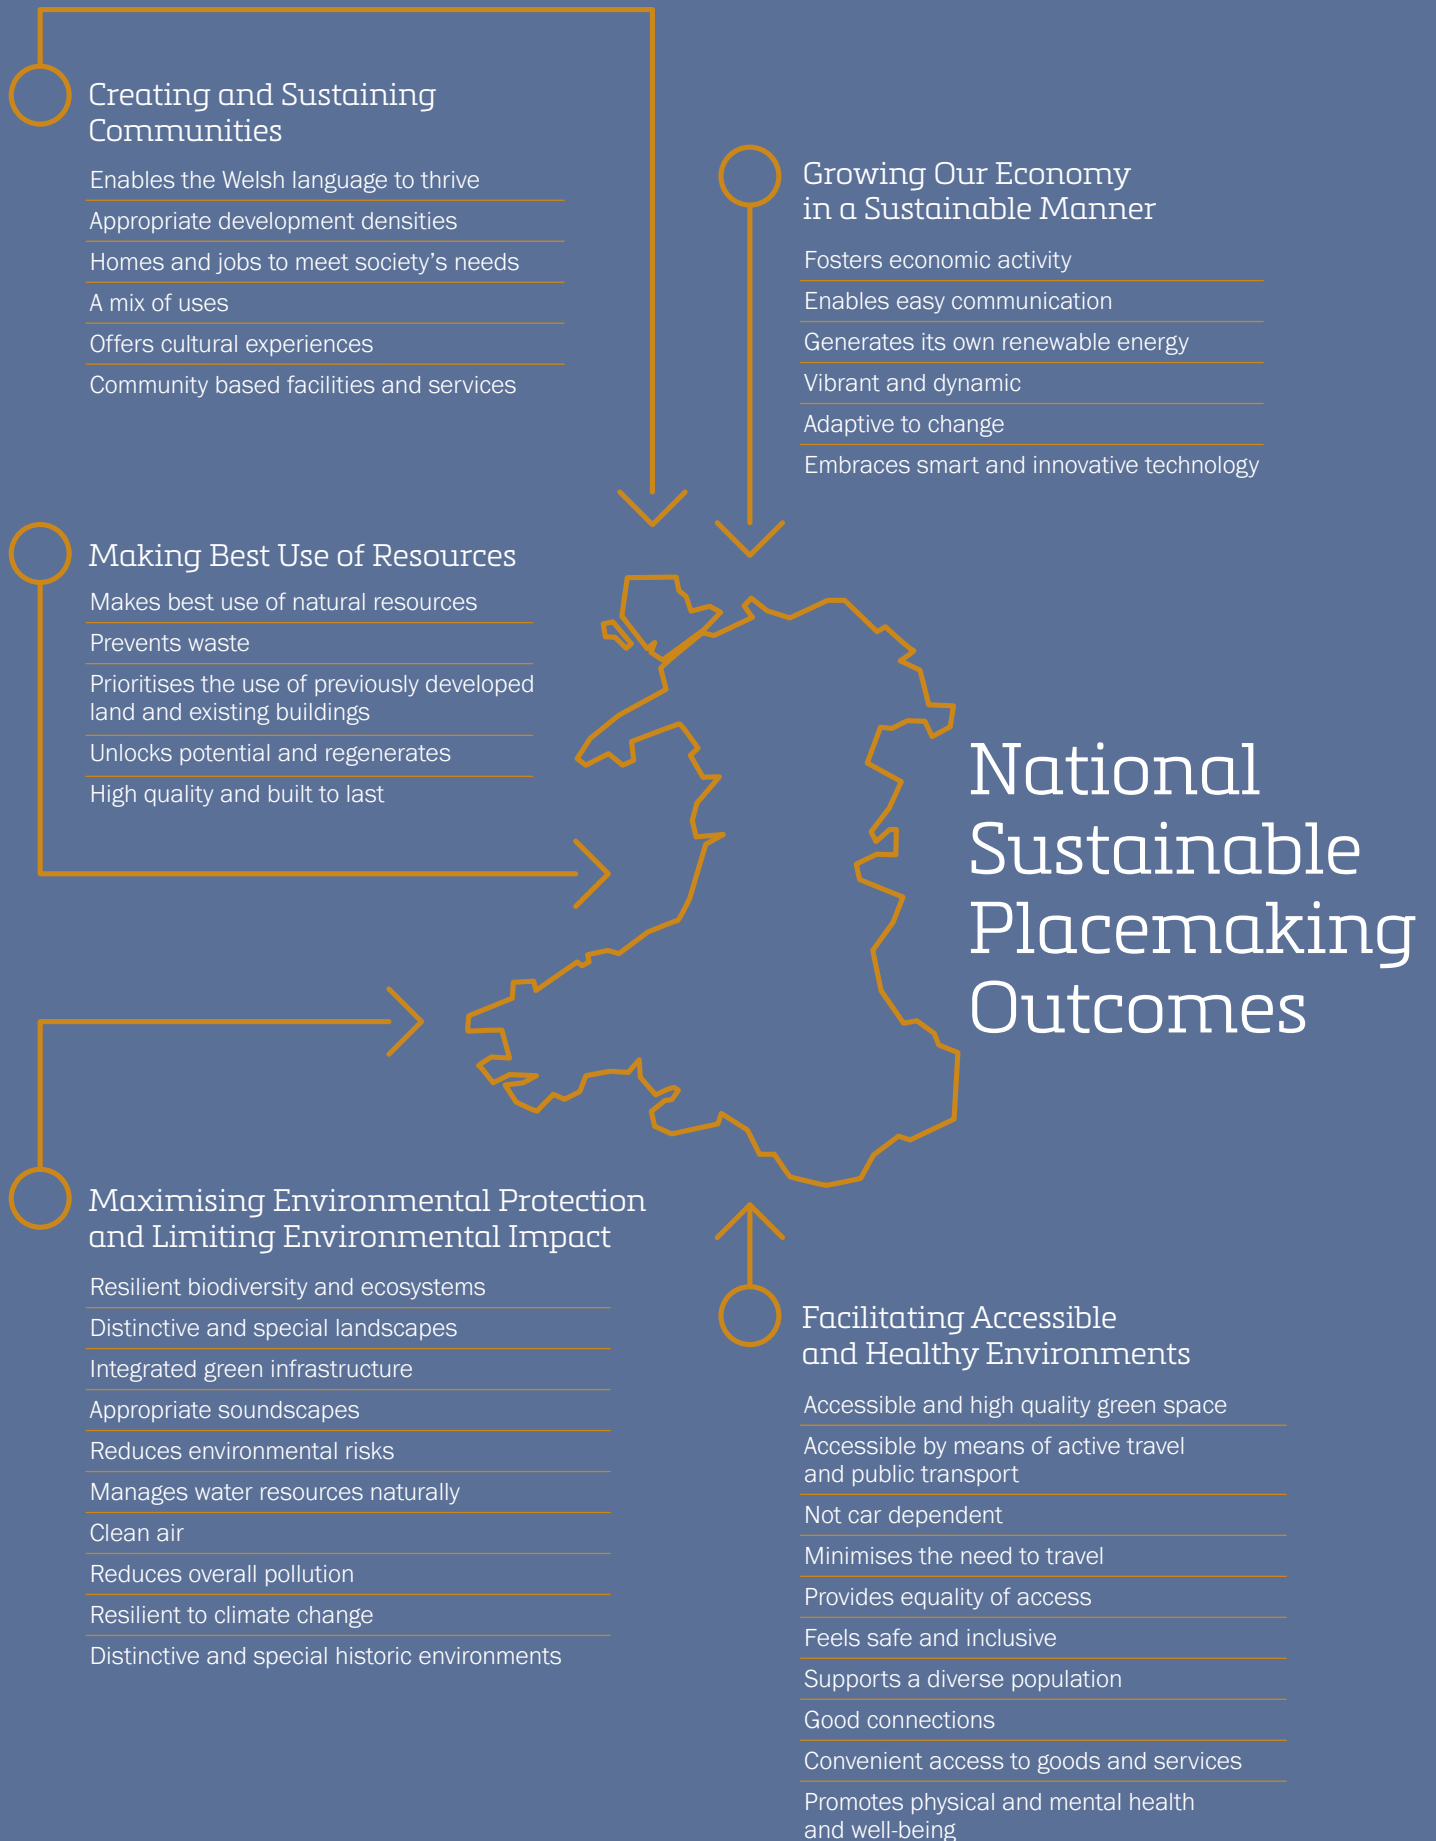 Creating and Sustaining
Communities
Enables the Welsh language to thrive
Appropriate development densities
Homes and jobs to meet society's needs
A mix of uses
Offers cultural experiences
Community based facilities and services
Growing Our Economy
in a Sustainable Manner
Fosters economic activity
Enables easy communication
Generates its own renewable energy
Vibrant and dynamic
Adaptive to change
Embraces smart and innovative technology
Making Best Use of Resources
Makes best use of natural resources
Prevents waste
Prioritises the use of previously developed
land and existing buildings
Unlocks potential and regenerates
High quality and built to last
National
Sustainable
Placemaking
Outcomes
Maximising Environmental Protection
and Limiting Environmental Impact
Resilient biodiversity and ecosystems
Distinctive and special landscapes
Integrated green infrastructure
Appropriate soundscapes
Reduces environmental risks
Manages water resources naturally
Clean air
Reduces overall pollution
Resilient to climate change
Distinctive and special historic environments
Facilitating Accessible
and Healthy Environments
Accessible and high quality green space
Accessible by means of active travel
and public transport
Not car dependent
Minimises the need to travel
Provides equality of access
Feels safe and inclusive
Supports a diverse population
Good connections
Convenient access to goods and services
Promotes physical and mental health
and well-being